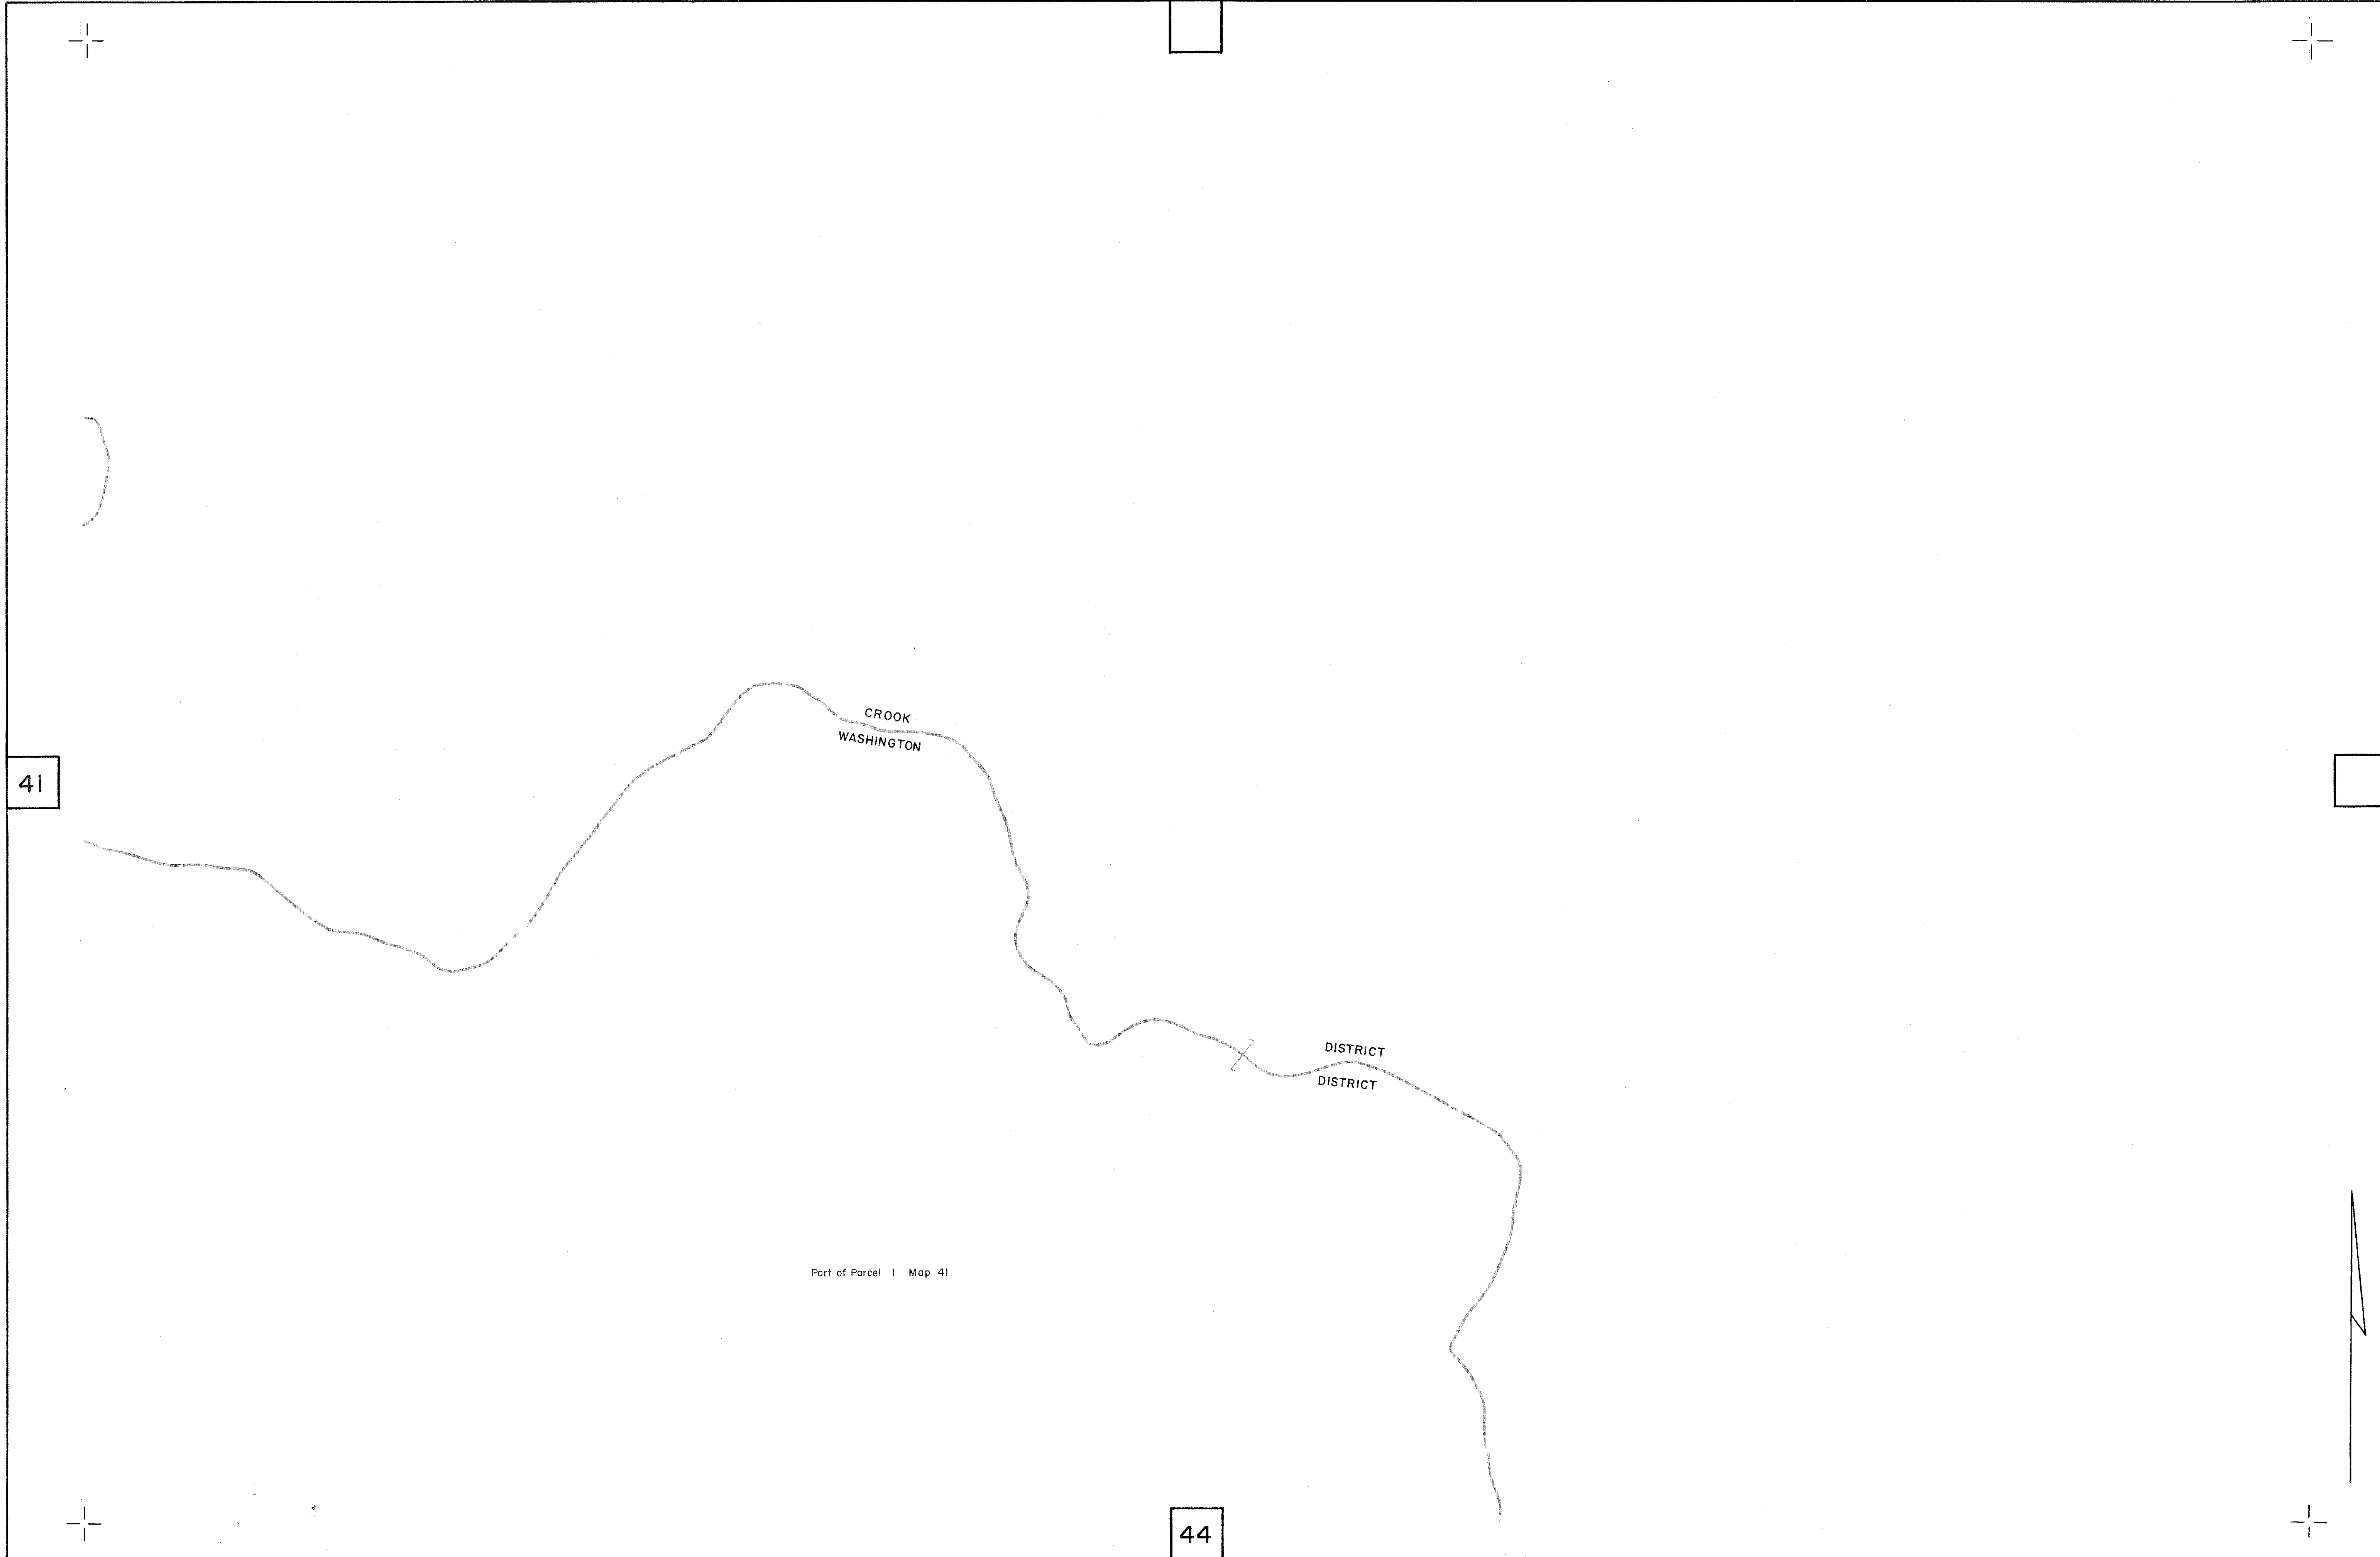 CROOK
WASHINGTON
41
DISTRICT
DISTRICT
Part of Parcel 1 Map 41
44